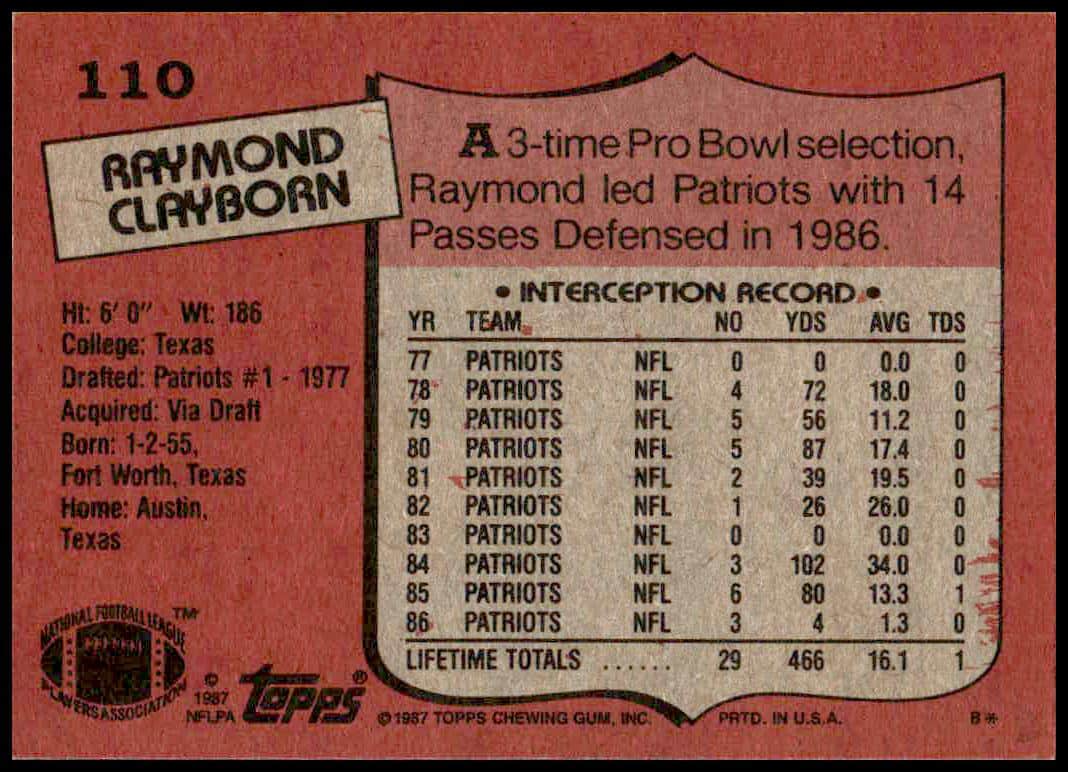 110
RAYMOND
CLAYBORN
A 3-time Pro Bowl selection,
Raymond led Patriots with 14
Passes Defensed in 1986.
Ht: 6' 0" Wt: 186
College: Texas
Drafted: Patriots #1 - 1977
Acquired: Via Draft
Born: 1-2-55,
Fort Worth, Texas
Home: Austin,
Texas
• INTERCEPTION RECORD •
YR TEAM NO YDS AVG TDS
77 PATRIOTS NFL 0 0 0.0 0
78 PATRIOTS NFL 4 72 18.0 0
79 PATRIOTS NFL 5 56 11.2 0
80 PATRIOTS NFL 5 87 17.4 0
81 PATRIOTS NFL 2 39 19.5 0
82 PATRIOTS NFL 1 26 26.0 0
83 PATRIOTS NFL 0 0 0.0 0
84 PATRIOTS NFL 3 102 34.0 0
85 PATRIOTS NFL 6 80 13.3 1
86 PATRIOTS NFL 3 4 1.3 0
LIFETIME TOTALS ...... 29 466 16.1 1
NATIONAL FOOTBALL LEAGUE ™
PLAYERS ASSOCIATION
© 1987 NFLPA
topps®
© 1987 TOPPS CHEWING GUM, INC. PRTD. IN U.S.A. B*